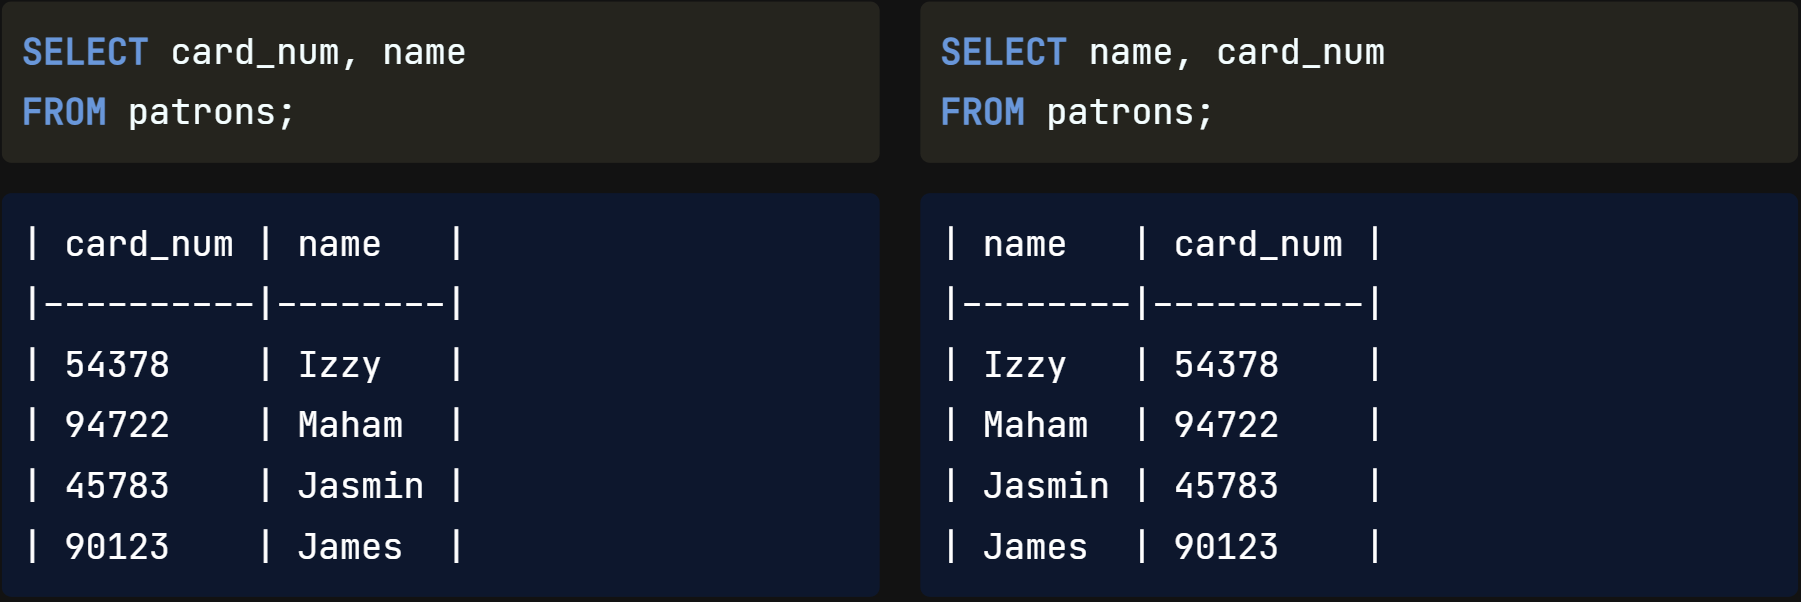 SELECT card_num, name
FROM patrons;
| card_num | name   |
|----------|--------|
| 54378    | Izzy   |
| 94722    | Maham  |
| 45783    | Jasmin |
| 90123    | James  |
SELECT name, card_num
FROM patrons;
| name   | card_num |
|--------|----------|
| Izzy   | 54378    |
| Maham  | 94722    |
| Jasmin | 45783    |
| James  | 90123    |